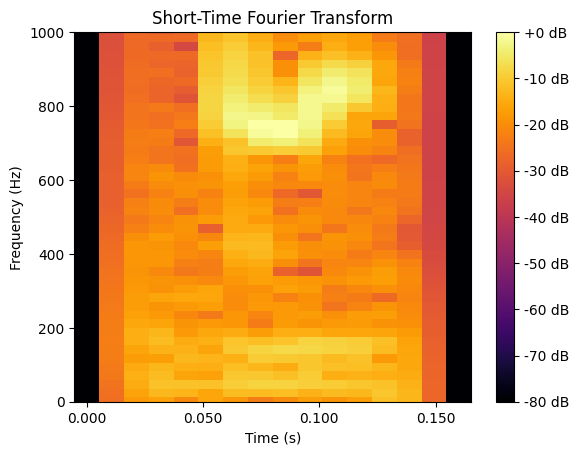 Short-Time Fourier Transform
1000
800
600
400
200
0
Frequency (Hz)
0.000
0.050
0.100
0.150
Time (s)
+0 dB
-10 dB
-20 dB
-30 dB
-40 dB
-50 dB
-60 dB
-70 dB
-80 dB